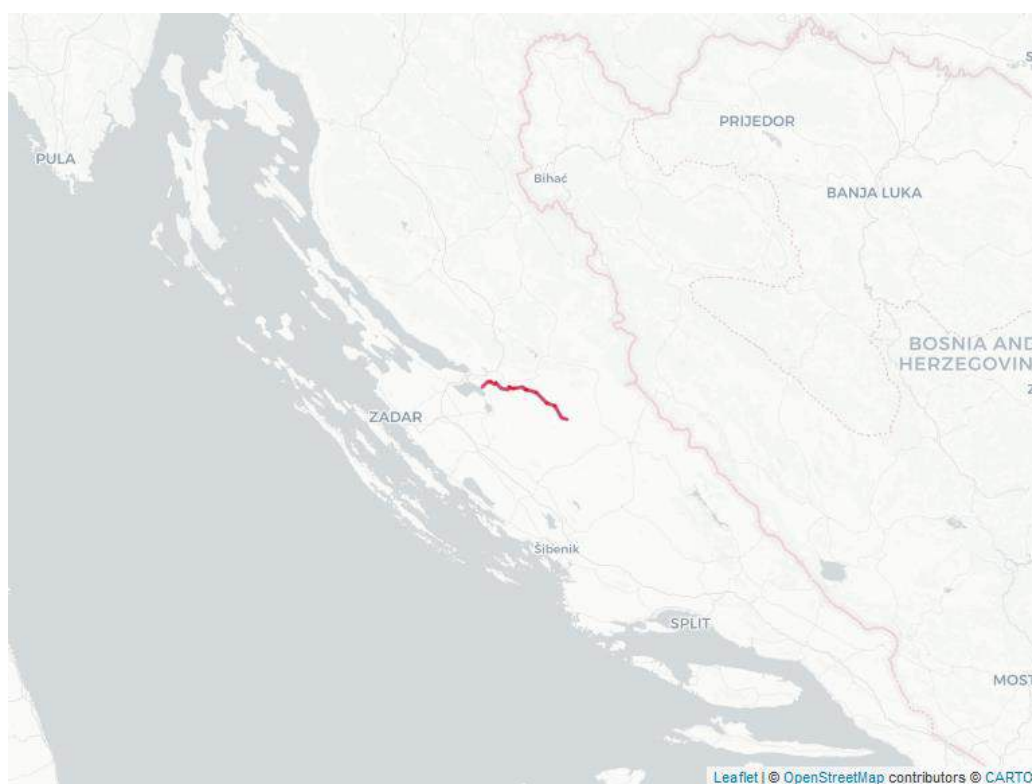 PULA
PRIJEDOR
Bihać
BANJA LUKA
BOSNIA AND
HERZEGOVIN
ZADAR
Šibenik
SPLIT
MOST
Leaflet | © OpenStreetMap contributors © CARTO